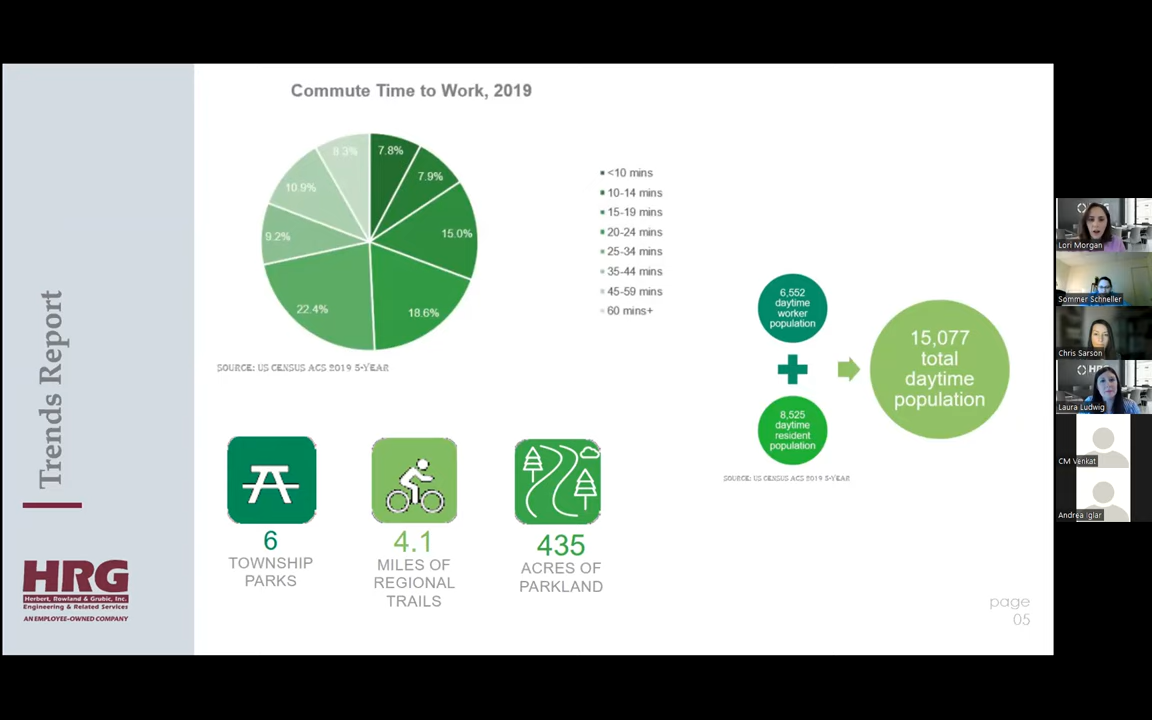 Commute Time to Work, 2019
8.3%
7.8%
7.9%
10.9%
15.0%
9.2%
22.4%
18.6%
<10 mins
10-14 mins
15-19 mins
20-24 mins
25-34 mins
35-44 mins
45-59 mins
60 mins+
SOURCE: US CENSUS ACS 2019 5-YEAR
6,552
daytime
worker
population
8,525
daytime
resident
population
15,077
total
daytime
population
SOURCE: US CENSUS ACS 2019 5-YEAR
6
TOWNSHIP
PARKS
4.1
MILES OF
REGIONAL
TRAILS
435
ACRES OF
PARKLAND
Trends Report
HRG
Herbert, Rowland & Grubic, Inc.
Engineering & Related Services
AN EMPLOYEE-OWNED COMPANY
page
05
HRG
Lori Morgan
Sommer Schneller
Chris Sarson
HRG
Laura Ludwig
CM Venkat
Andrea Iglar